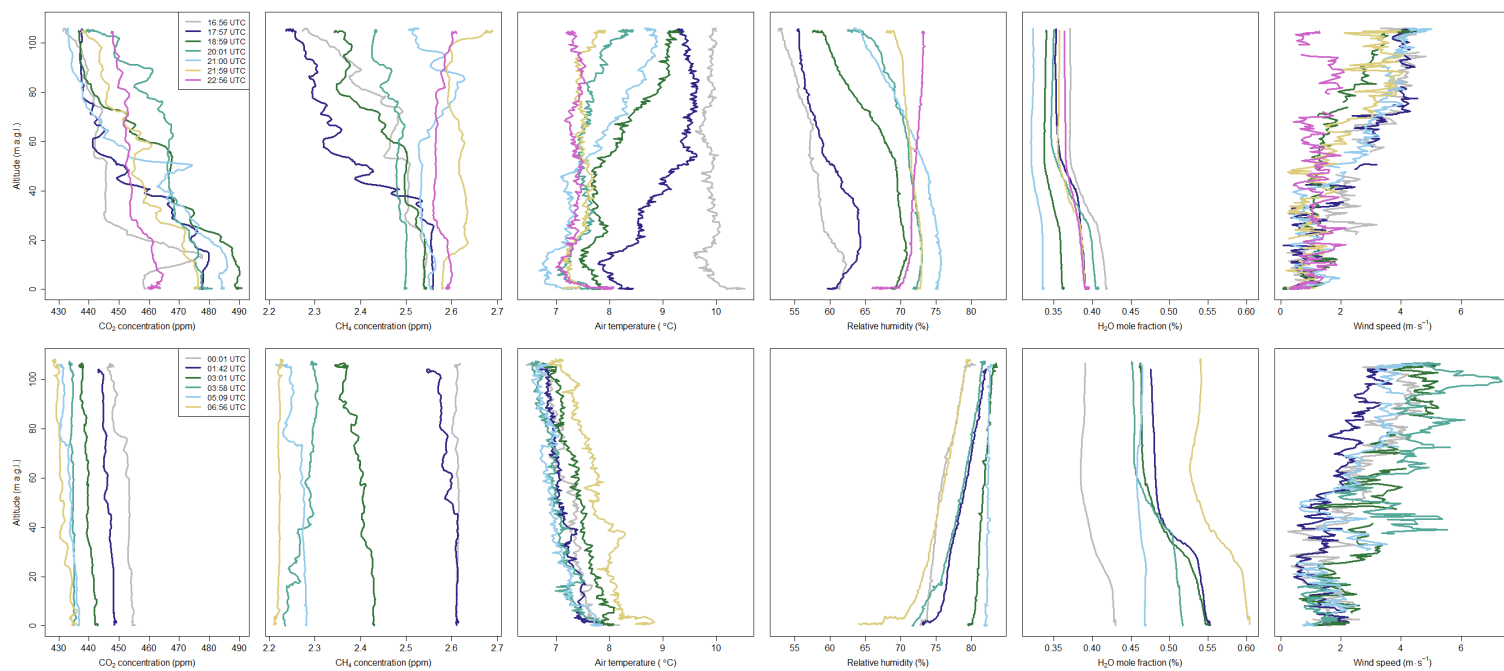 Altitude (m a.g.l.)
0 20 40 60 80 100
16:56 UTC
17:57 UTC
18:59 UTC
20:01 UTC
21:00 UTC
21:59 UTC
22:56 UTC
430 440 450 460 470 480 490
CO₂ concentration (ppm)
2.2 2.3 2.4 2.5 2.6 2.7
CH₄ concentration (ppm)
7 8 9 10
Air temperature (°C)
55 60 65 70 75 80
Relative humidity (%)
0.35 0.40 0.45 0.50 0.55 0.60
H₂O mole fraction (%)
0 2 4 6
Wind speed (m·s⁻¹)
Altitude (m a.g.l.)
0 20 40 60 80 100
00:01 UTC
01:42 UTC
03:01 UTC
03:58 UTC
05:09 UTC
06:56 UTC
430 440 450 460 470 480 490
CO₂ concentration (ppm)
2.2 2.3 2.4 2.5 2.6 2.7
CH₄ concentration (ppm)
7 8 9 10
Air temperature (°C)
55 60 65 70 75 80
Relative humidity (%)
0.35 0.40 0.45 0.50 0.55 0.60
H₂O mole fraction (%)
0 2 4 6
Wind speed (m·s⁻¹)